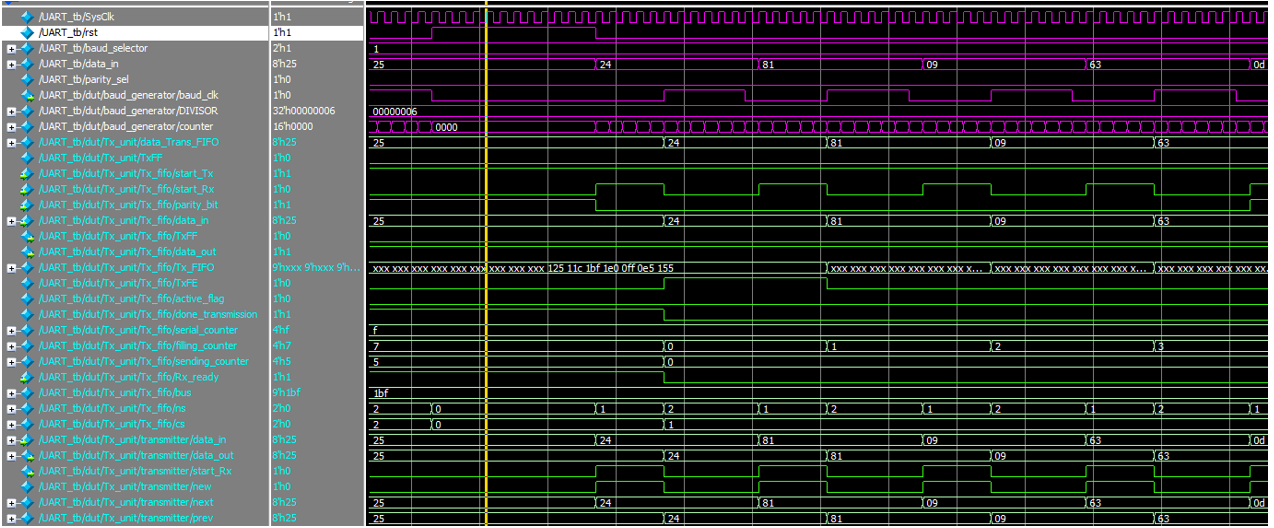 /UART_tb/SysClk 1'h1
/UART_tb/rst 1'h1
/UART_tb/baud_selector 2'h1 1
/UART_tb/data_in 8'h25 25 24 81 09 63 0d
/UART_tb/parity_sel 1'h0
/UART_tb/dut/baud_generator/baud_clk 1'h0
/UART_tb/dut/baud_generator/DIVISOR 32'h00000006 00000006
/UART_tb/dut/baud_generator/counter 16'h0000 0000
/UART_tb/dut/Tx_unit/data_Trans_FIFO 8'h25 25 24 81 09 63
/UART_tb/dut/Tx_unit/TxFF 1'h0
/UART_tb/dut/Tx_unit/Tx_fifo/start_Tx 1'h1
/UART_tb/dut/Tx_unit/Tx_fifo/start_Rx 1'h0
/UART_tb/dut/Tx_unit/Tx_fifo/parity_bit 1'h1
/UART_tb/dut/Tx_unit/Tx_fifo/data_in 8'h25 25 24 81 09 63
/UART_tb/dut/Tx_unit/Tx_fifo/TxFF 1'h0
/UART_tb/dut/Tx_unit/Tx_fifo/data_out 1'h1
/UART_tb/dut/Tx_unit/Tx_fifo/Tx_FIFO 9'hxxx 9'hxxx 9'h... xxx xxx xxx xxx xxx xxx xxx xxx xxx 125 11c 1bf 1e0 0ff 0e5 155 xxx xxx xxx xxx xxx xxx xxx x... xxx xxx xxx xxx xxx xxx xxx x... xxx xxx xxx xxx xxx xx
/UART_tb/dut/Tx_unit/Tx_fifo/TxFE 1'h0
/UART_tb/dut/Tx_unit/Tx_fifo/active_flag 1'h0
/UART_tb/dut/Tx_unit/Tx_fifo/done_transmission 1'h1
/UART_tb/dut/Tx_unit/Tx_fifo/serial_counter 4'hf f
/UART_tb/dut/Tx_unit/Tx_fifo/filling_counter 4'h7 7 0 1 2 3
/UART_tb/dut/Tx_unit/Tx_fifo/sending_counter 4'h5 5 0
/UART_tb/dut/Tx_unit/Tx_fifo/Rx_ready 1'h1
/UART_tb/dut/Tx_unit/Tx_fifo/bus 9'h1bf 1bf
/UART_tb/dut/Tx_unit/Tx_fifo/ns 2'h0 2 0 1 2 1 2 1 2 1 2 1
/UART_tb/dut/Tx_unit/Tx_fifo/cs 2'h0 2 0 1
/UART_tb/dut/Tx_unit/transmitter/data_in 8'h25 25 24 81 09 63 0d
/UART_tb/dut/Tx_unit/transmitter/data_out 8'h25 25 24 81 09 63
/UART_tb/dut/Tx_unit/transmitter/start_Rx 1'h0
/UART_tb/dut/Tx_unit/transmitter/new 1'h0
/UART_tb/dut/Tx_unit/transmitter/next 8'h25 25 24 81 09 63 0d
/UART_tb/dut/Tx_unit/transmitter/prev 8'h25 25 24 81 09 63